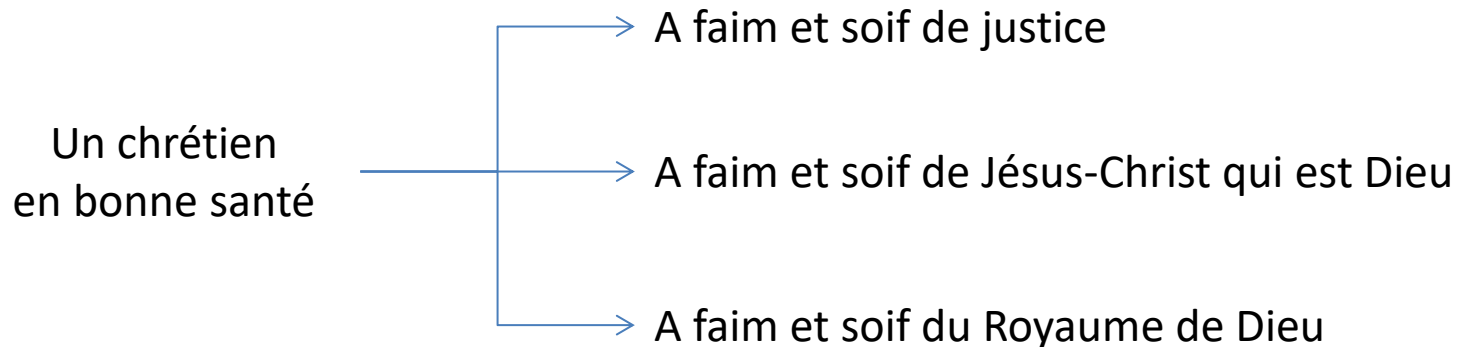 A faim et soif de justice
Un chrétien
en bonne santé
A faim et soif de Jésus-Christ qui est Dieu
A faim et soif du Royaume de Dieu